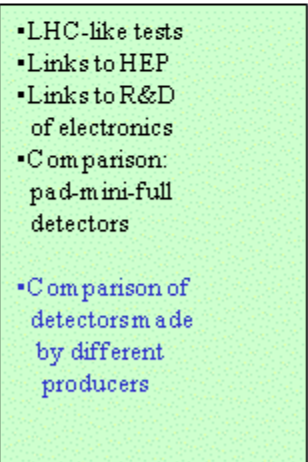 ▪LHC-like tests
▪Links to HEP
▪Links to R&D
of electronics
▪Comparison:
pad-mini-full
detectors
▪Comparison of
detectors made
by different
producers